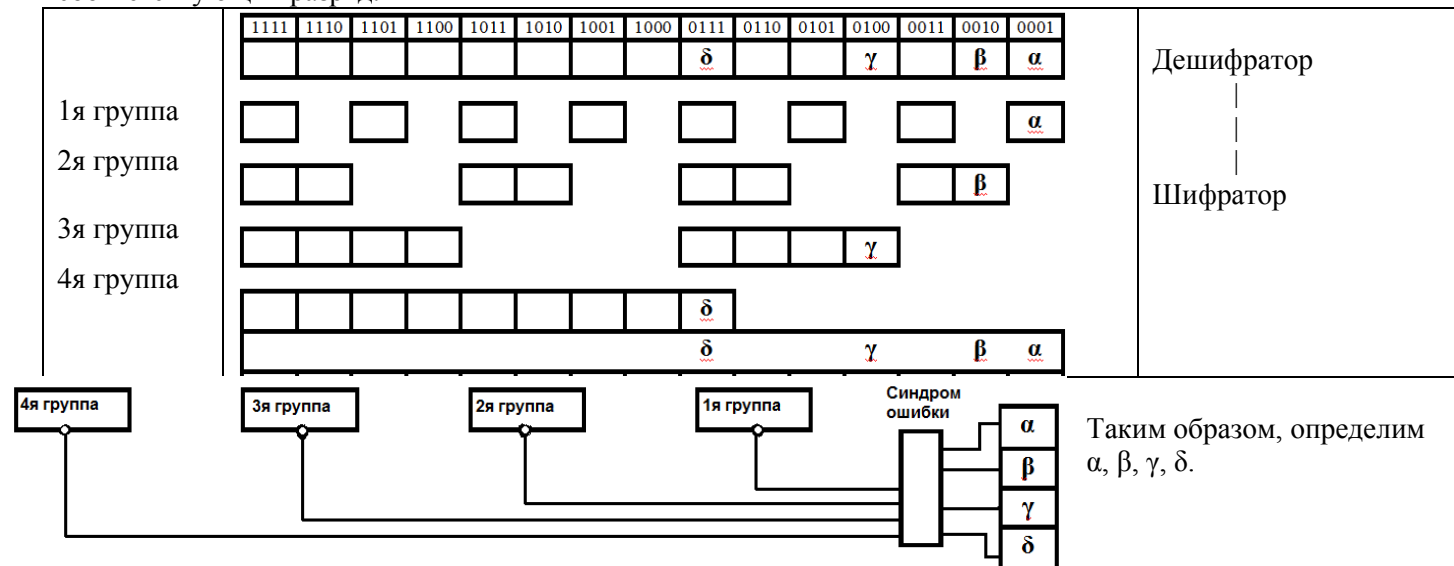 1111 1110 1101 1100 1011 1010 1001 1000 0111 0110 0101 0100 0011 0010 0001
δ γ β α
Дешифратор
|
|
|
Шифратор
1я группа
α
2я группа
β
3я группа
γ
4я группа
δ
δ γ β α
4я группа
3я группа
2я группа
1я группа
Синдром
ошибки
α
β
γ
δ
Таким образом, определим
α, β, γ, δ.